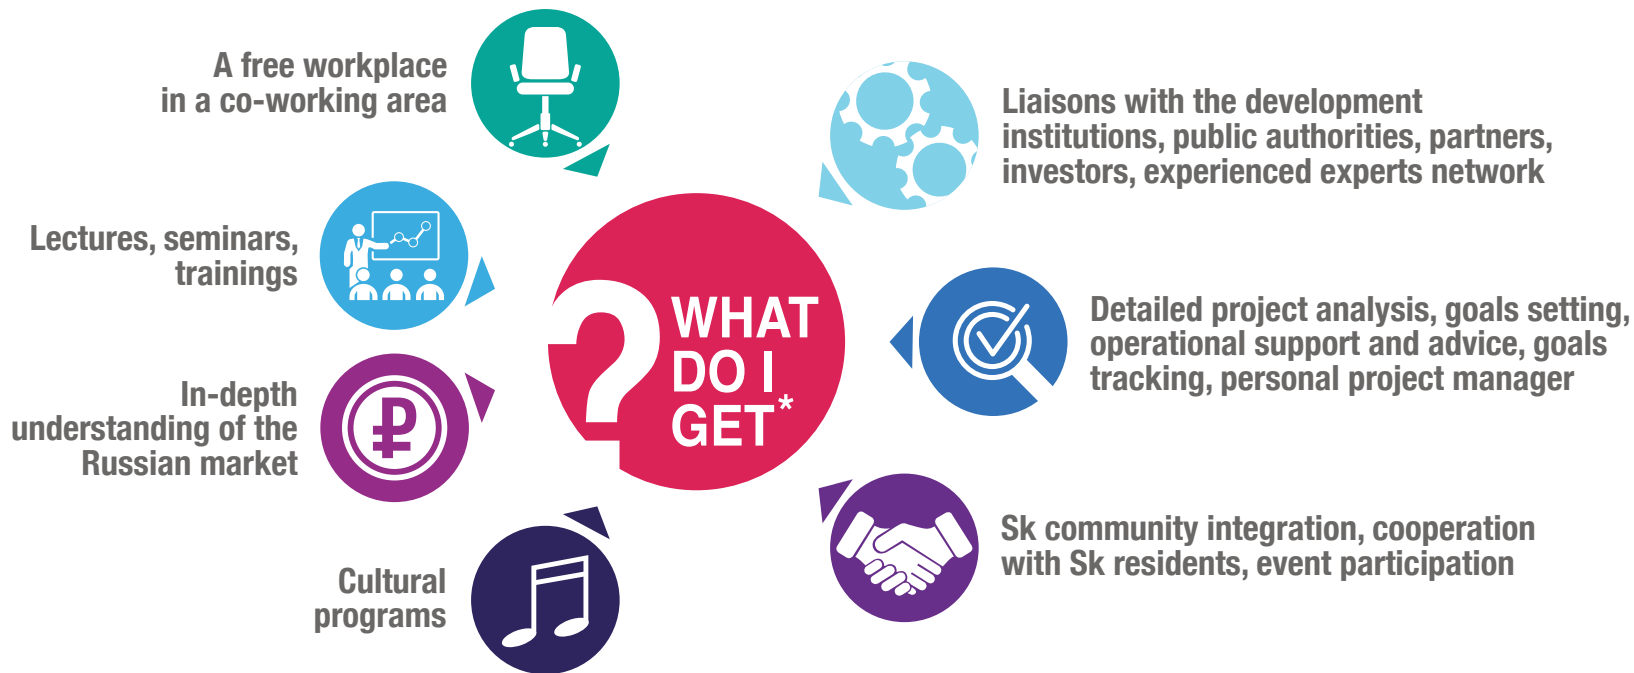 A free workplace
in a co-working area
Lectures, seminars,
trainings
In-depth
understanding of the
Russian market
Cultural
programs
?
WHAT
DO I
GET*
Liaisons with the development
institutions, public authorities, partners,
investors, experienced experts network
Detailed project analysis, goals setting,
operational support and advice, goals
tracking, personal project manager
Sk community integration, cooperation
with Sk residents, event participation